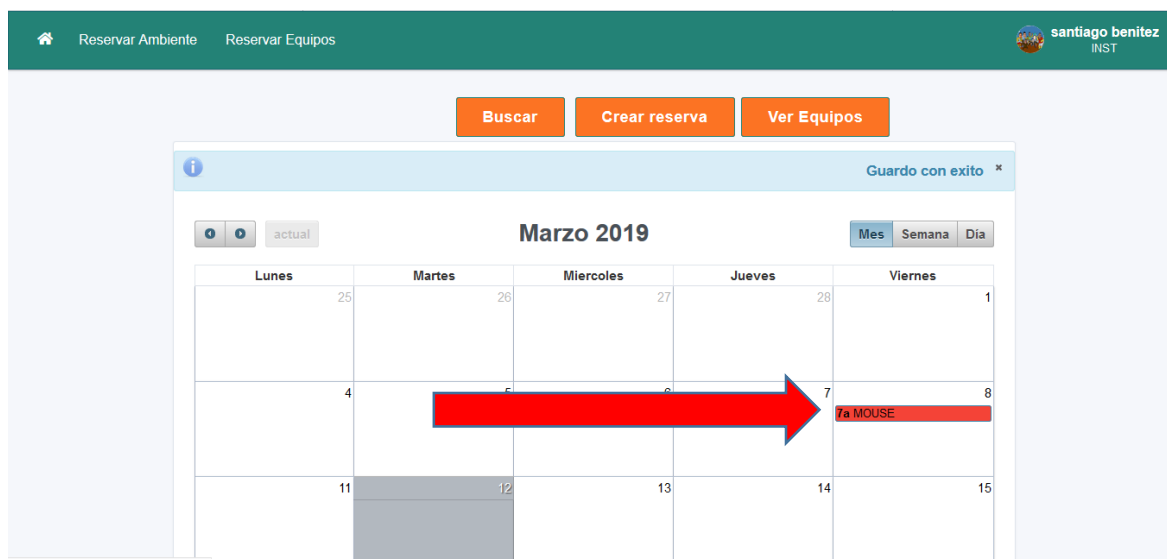 Reservar Ambiente Reservar Equipos santiago benitez
INST
Buscar Crear reserva Ver Equipos
Guardo con exito ×
actual Marzo 2019 Mes Semana Dia
Lunes Martes Miercoles Jueves Viernes
25 26 27 28 1
4 7 8
7a MOUSE
11 12 13 14 15